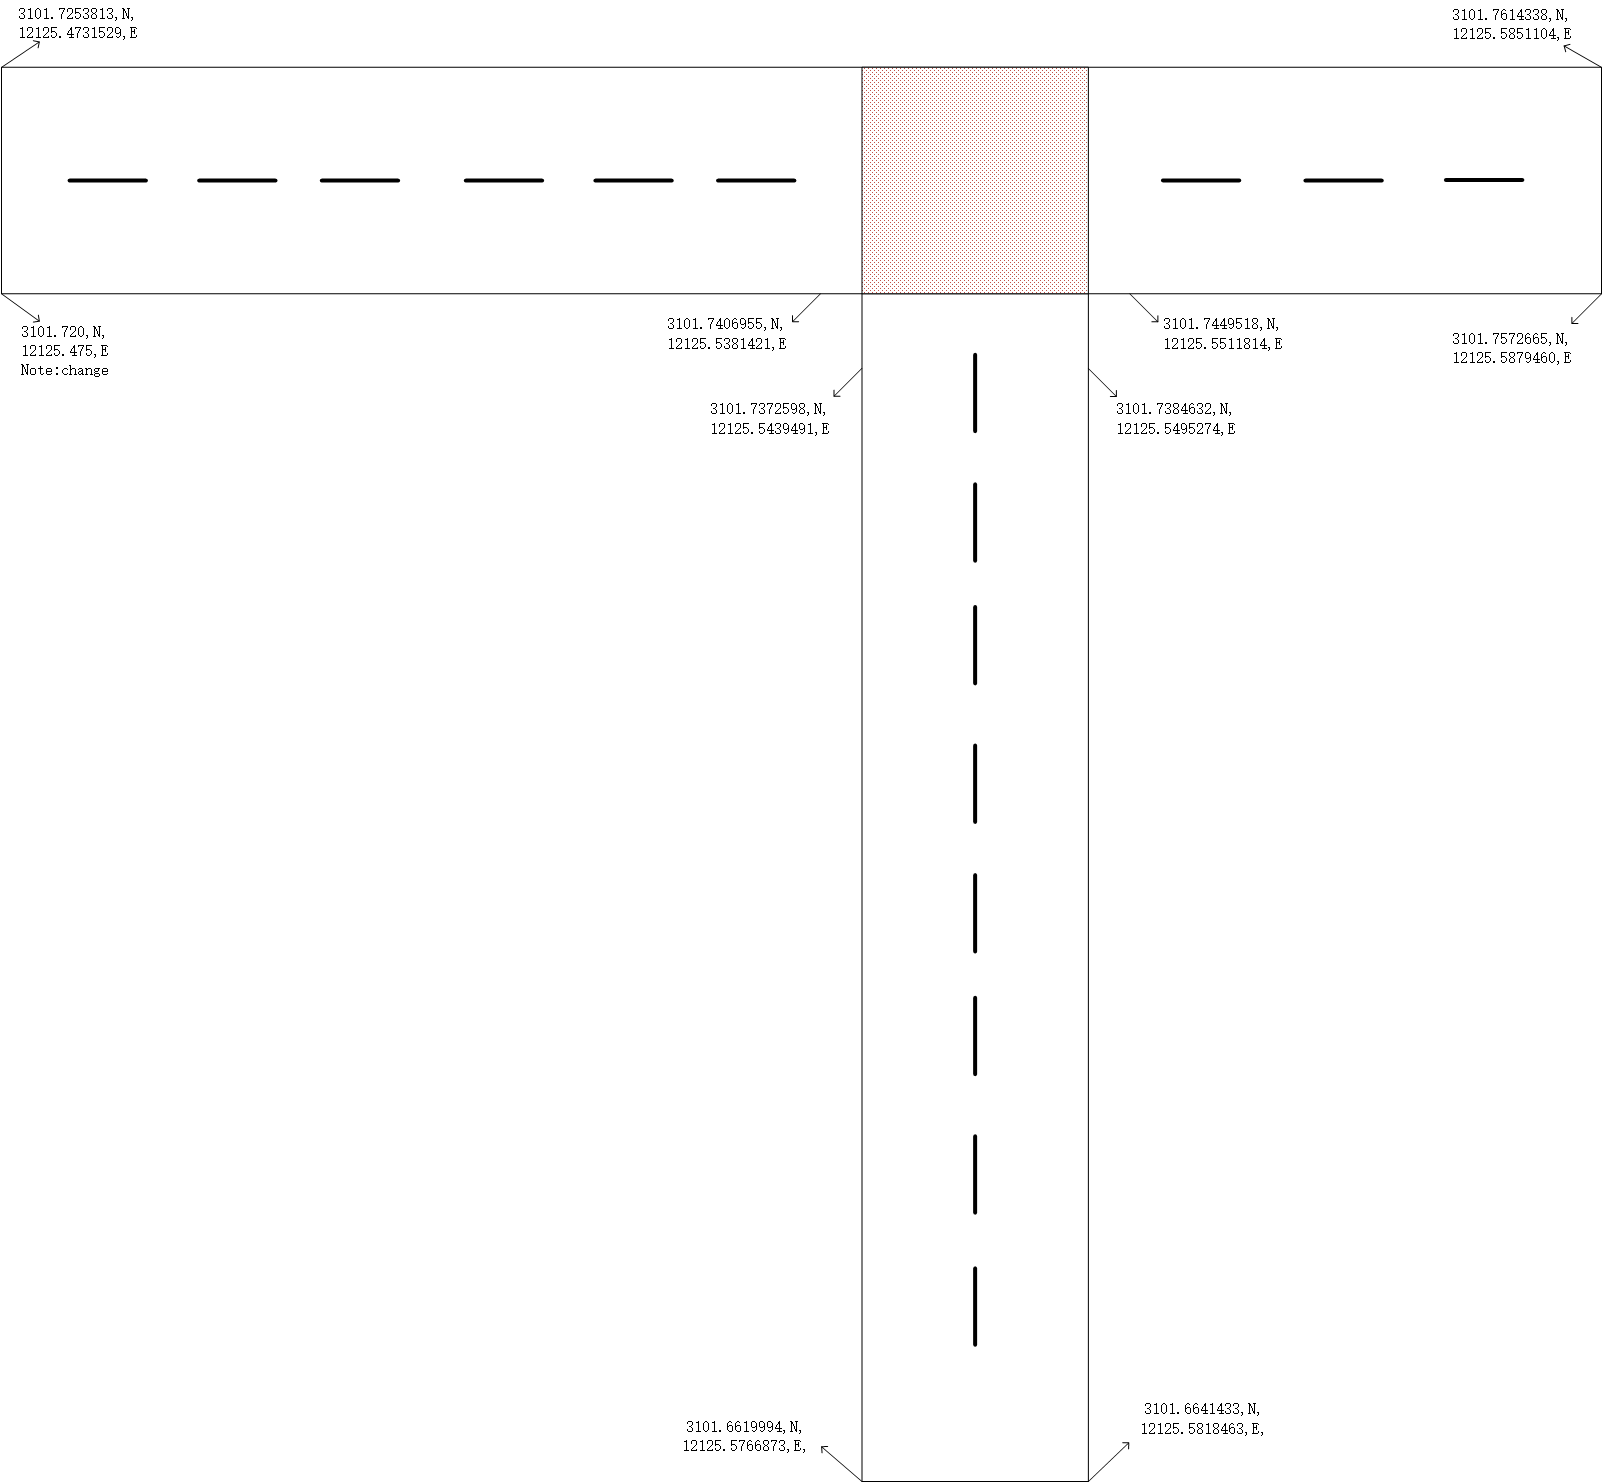 3101.7253813,N,
12125.4731529,E
3101.7614338,N,
12125.5851104,E
3101.720,N,
12125.475,E
Note:change
3101.7406955,N,
12125.5381421,E
3101.7449518,N,
12125.5511814,E
3101.7572665,N,
12125.5879460,E
3101.7372598,N,
12125.5439491,E
3101.7384632,N,
12125.5495274,E
3101.6619994,N,
12125.5766873,E,
3101.6641433,N,
12125.5818463,E,